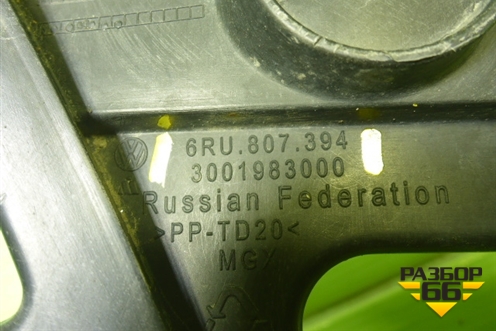 6RU.807.394
3001983000
Russian Federation
>PP-TD20<
MGX
РАЗБОР
66